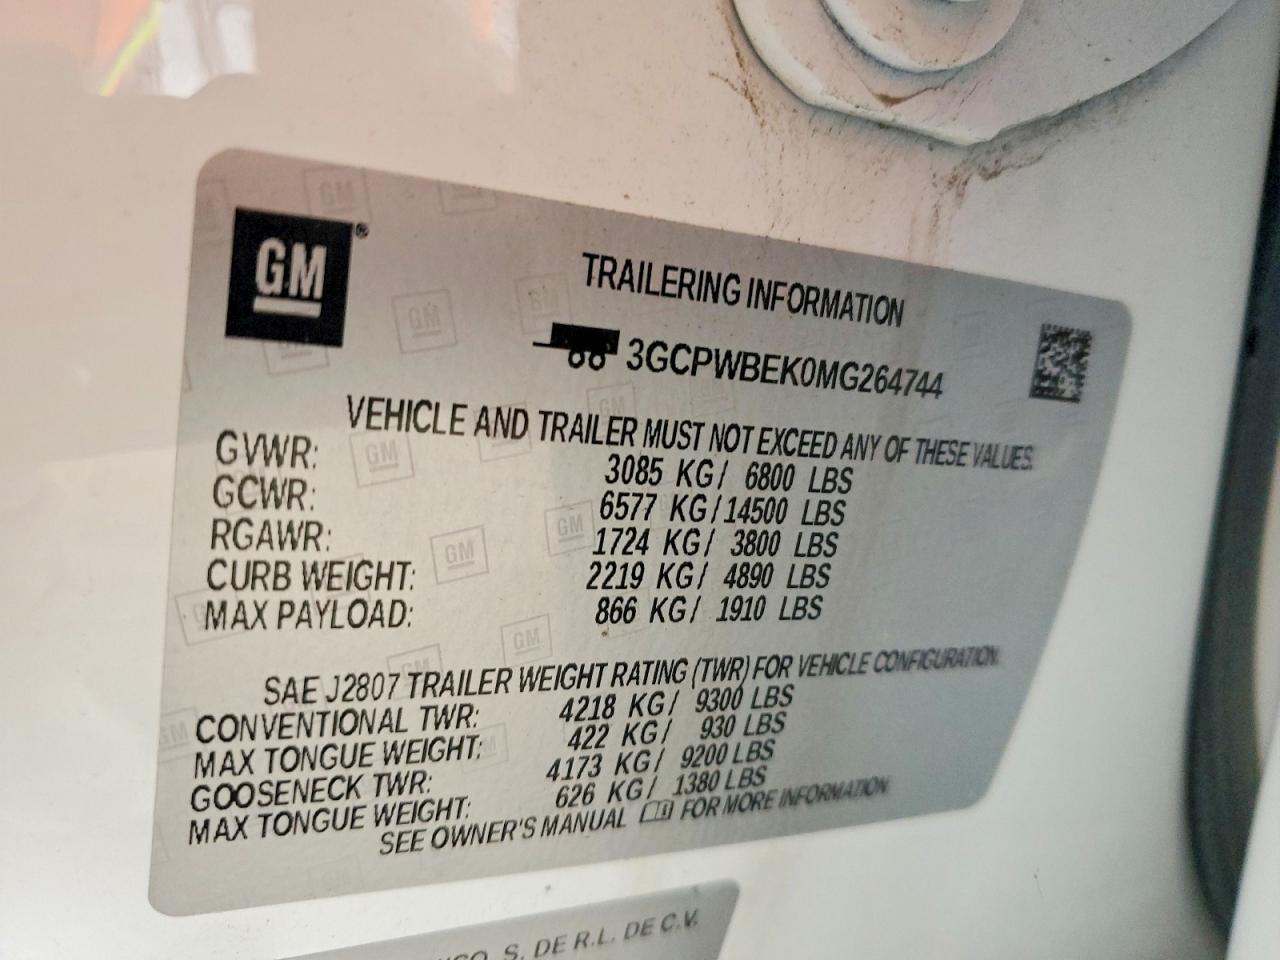 GM®
TRAILERING INFORMATION
3GCPWBEK0MG264744
VEHICLE AND TRAILER MUST NOT EXCEED ANY OF THESE VALUES.
GVWR: 3085 KG/ 6800 LBS
GCWR: 6577 KG/14500 LBS
RGAWR: 1724 KG/ 3800 LBS
CURB WEIGHT: 2219 KG/ 4890 LBS
MAX PAYLOAD: 866 KG/ 1910 LBS
SAE J2807 TRAILER WEIGHT RATING (TWR) FOR VEHICLE CONFIGURATION.
CONVENTIONAL TWR: 4218 KG/ 9300 LBS
MAX TONGUE WEIGHT: 422 KG/ 930 LBS
GOOSENECK TWR: 4173 KG/ 9200 LBS
MAX TONGUE WEIGHT: 626 KG/ 1380 LBS
SEE OWNER'S MANUAL FOR MORE INFORMATION
S. DE R.L. DE C.V.